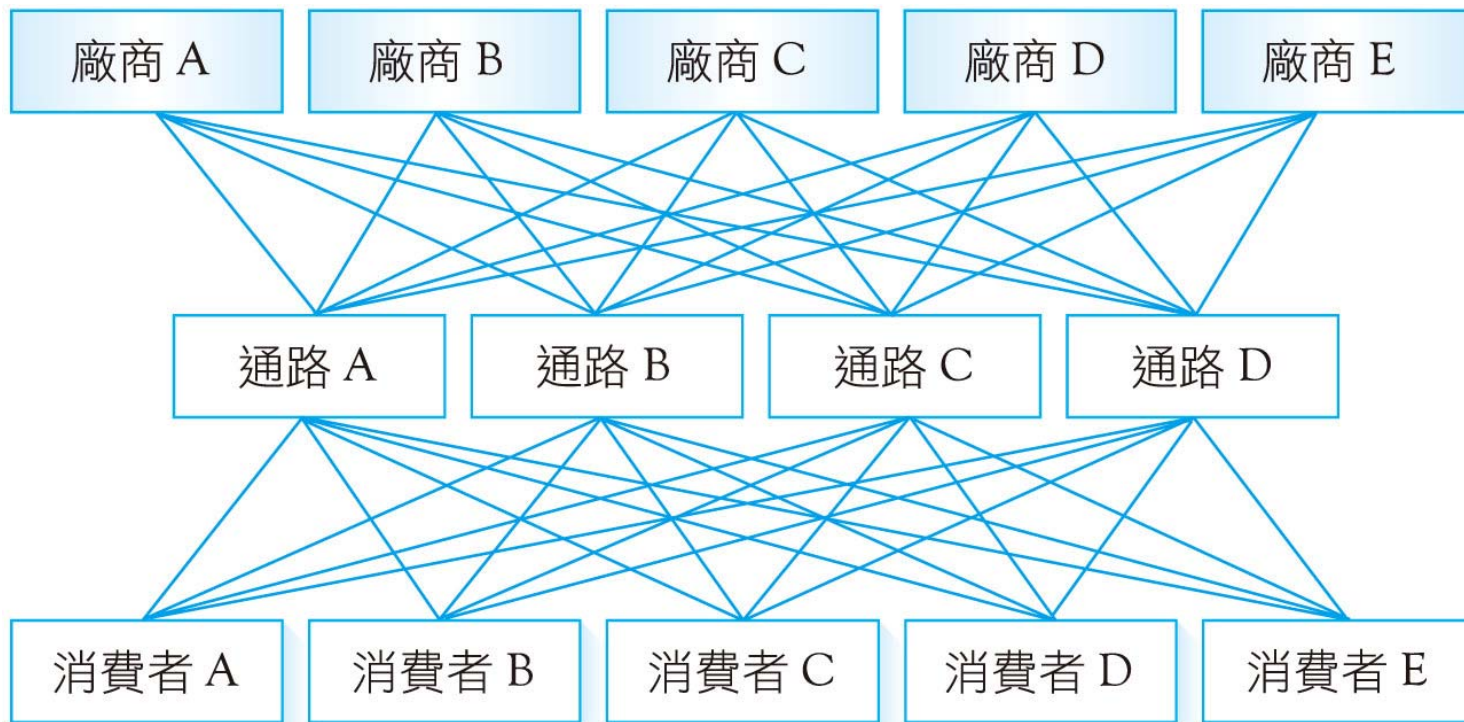 廠商 A 廠商 B 廠商 C 廠商 D 廠商 E
通路 A 通路 B 通路 C 通路 D
消費者 A 消費者 B 消費者 C 消費者 D 消費者 E